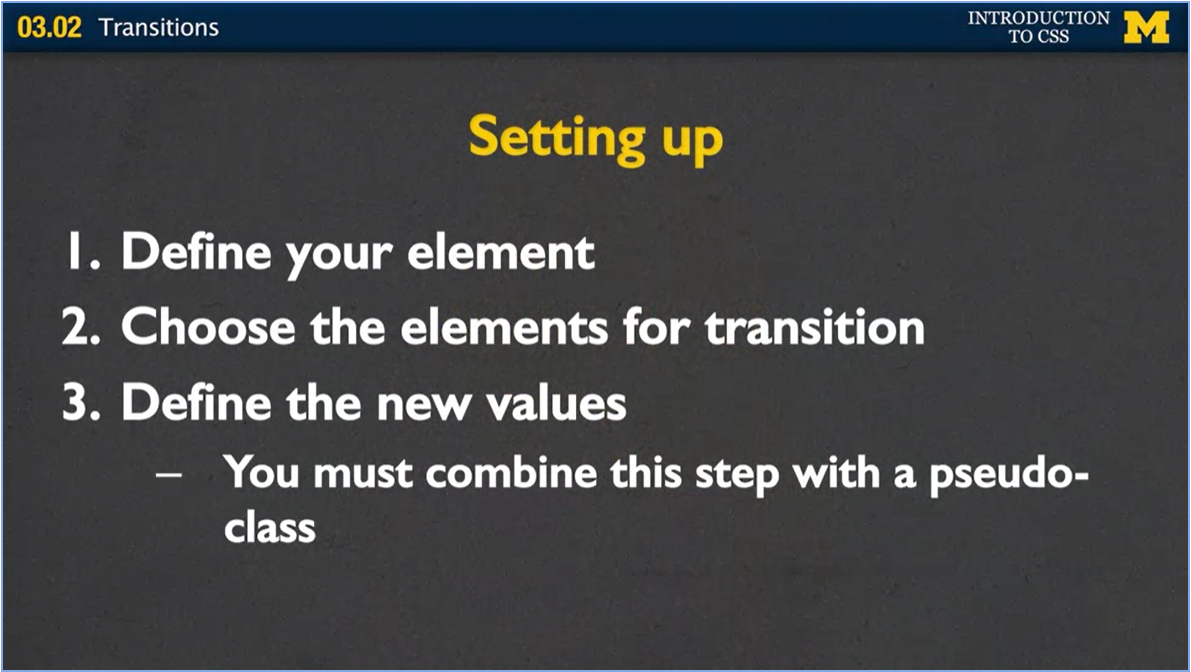 03.02 Transitions
INTRODUCTION
TO CSS
M
Setting up
1. Define your element
2. Choose the elements for transition
3. Define the new values
– You must combine this step with a pseudo-
class